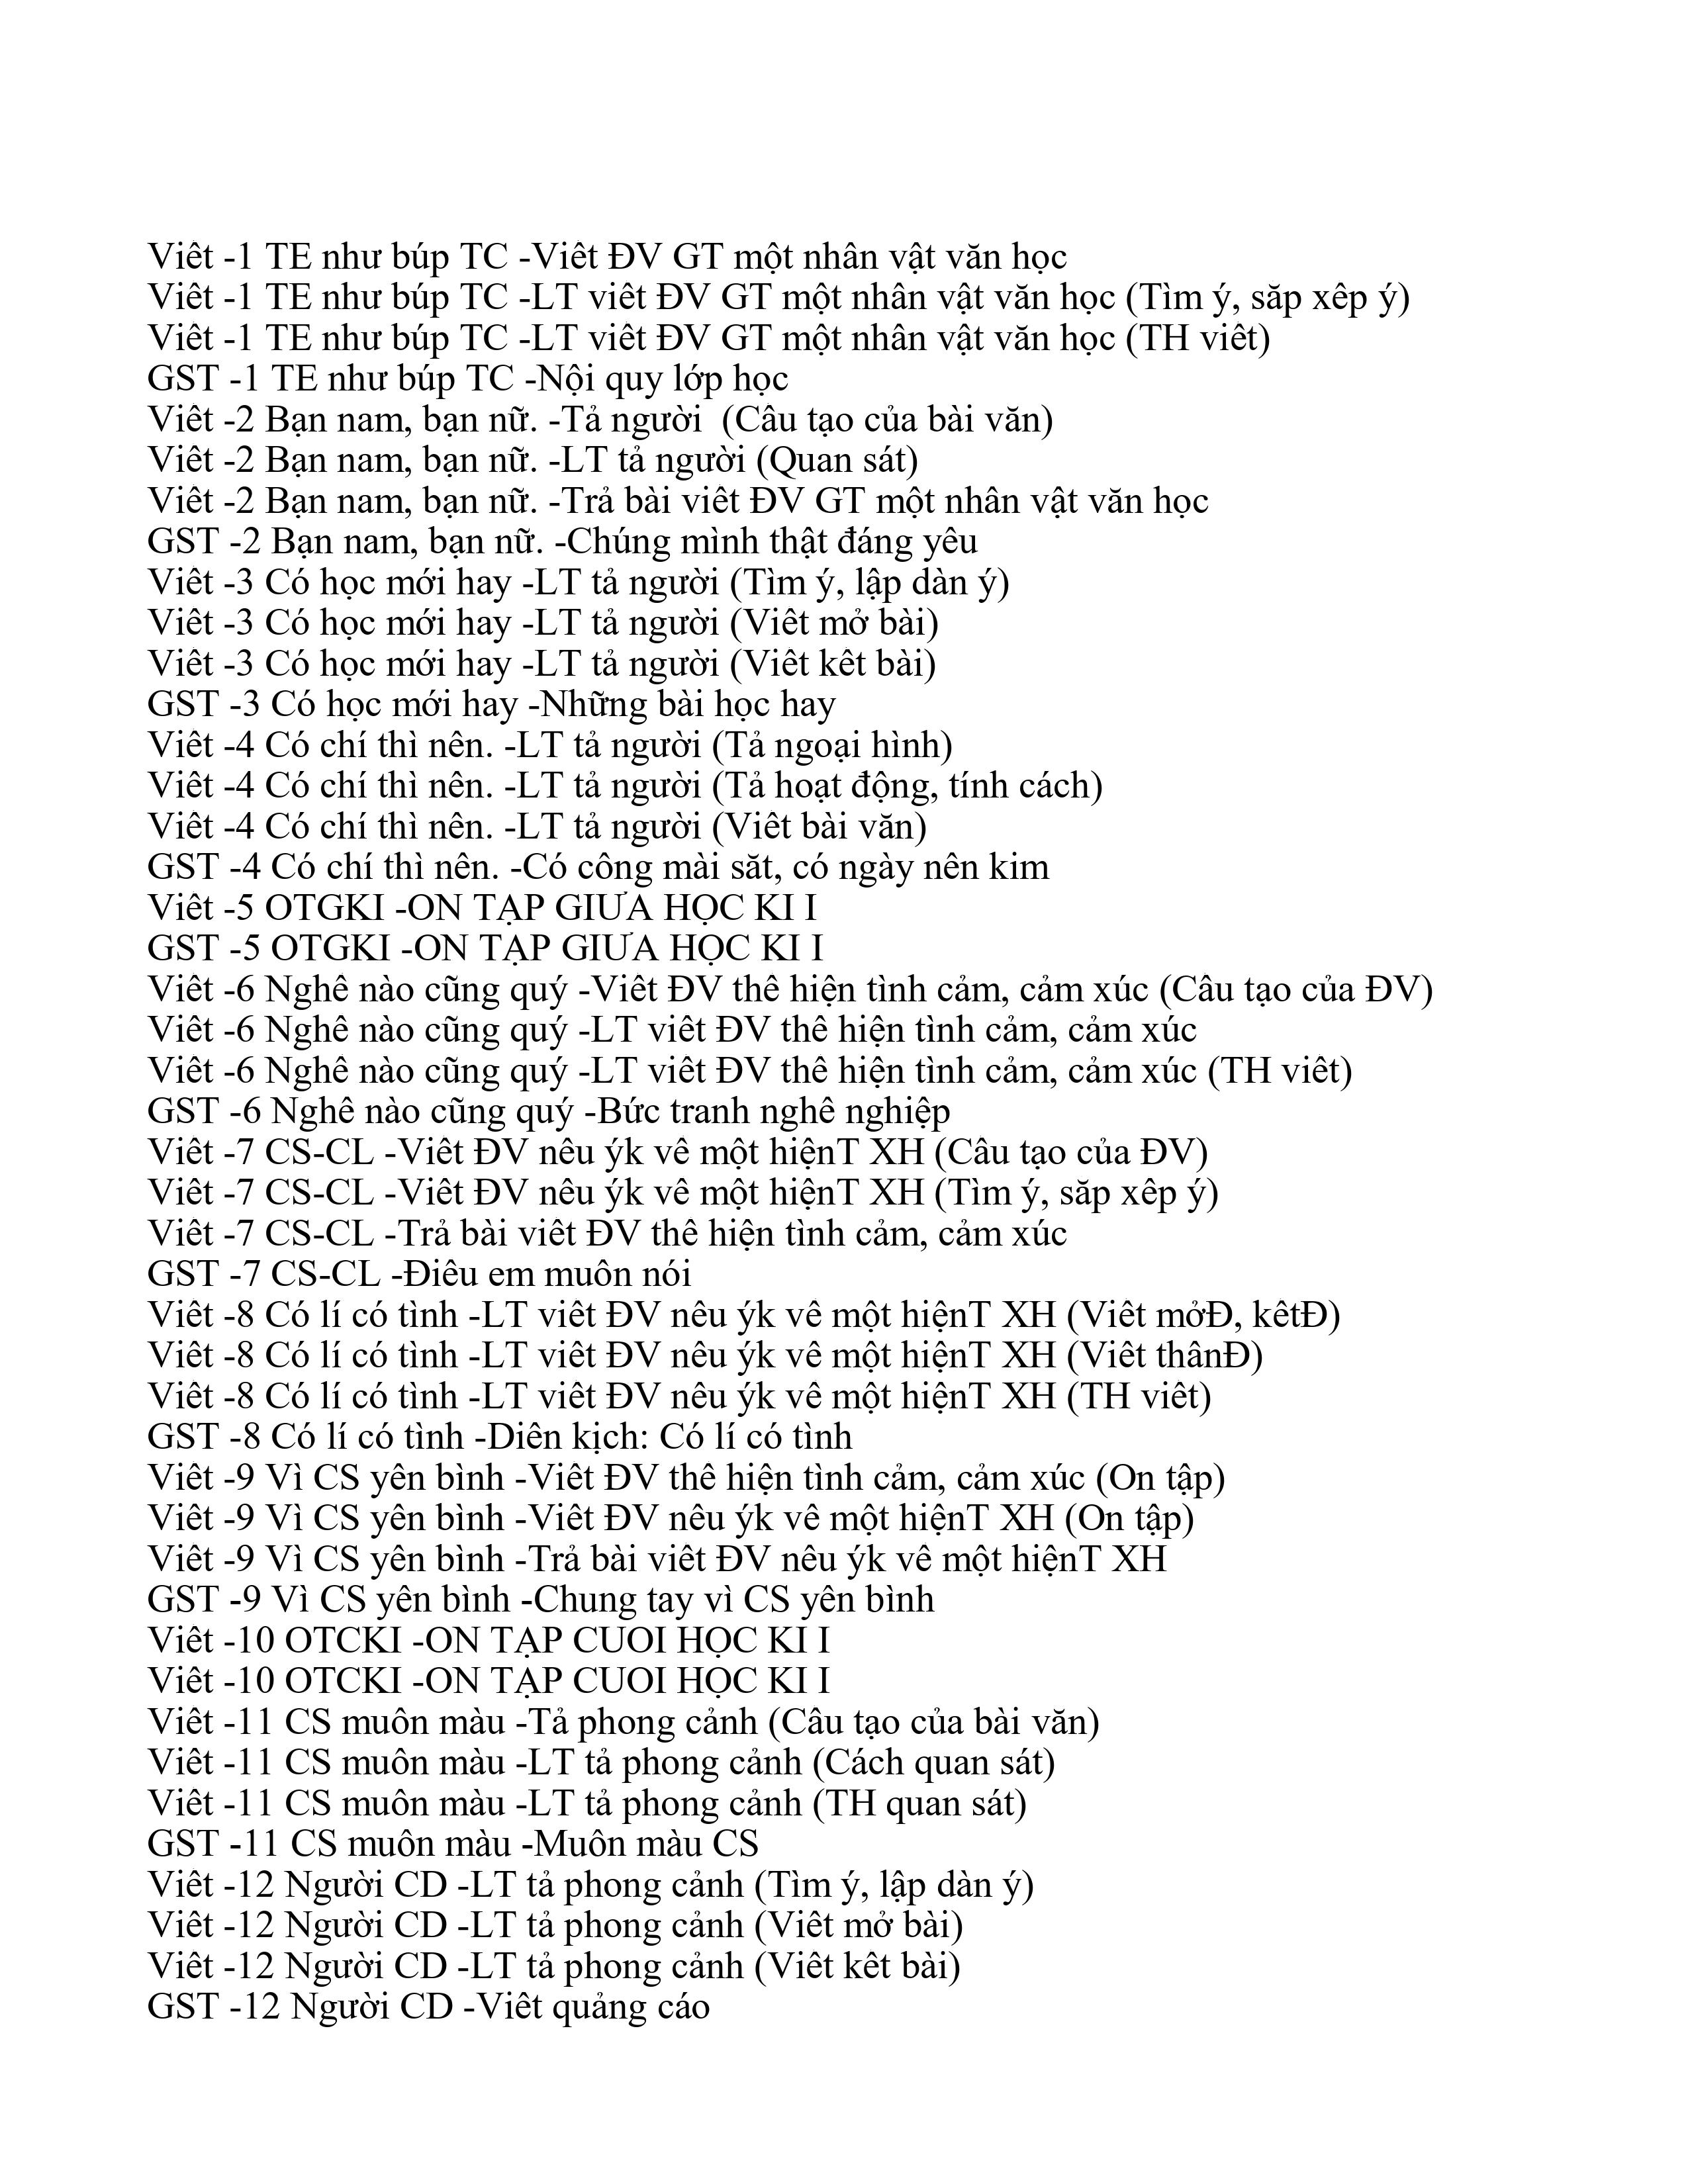 Viêt -1 TE như búp TC -Viêt ĐV GT một nhân vật văn học
Viêt -1 TE như búp TC -LT viêt ĐV GT một nhân vật văn học (Tìm ý, săp xêp ý)
Viêt -1 TE như búp TC -LT viêt ĐV GT một nhân vật văn học (TH viêt)
GST -1 TE như búp TC -Nội quy lớp học
Viêt -2 Bạn nam, bạn nữ. -Tả người  (Câu tạo của bài văn)
Viêt -2 Bạn nam, bạn nữ. -LT tả người (Quan sát)
Viêt -2 Bạn nam, bạn nữ. -Trả bài viêt ĐV GT một nhân vật văn học
GST -2 Bạn nam, bạn nữ. -Chúng mình thật đáng yêu
Viêt -3 Có học mới hay -LT tả người (Tìm ý, lập dàn ý)
Viêt -3 Có học mới hay -LT tả người (Viêt mở bài)
Viêt -3 Có học mới hay -LT tả người (Viêt kêt bài)
GST -3 Có học mới hay -Những bài học hay
Viêt -4 Có chí thì nên. -LT tả người (Tả ngoại hình)
Viêt -4 Có chí thì nên. -LT tả người (Tả hoạt động, tính cách)
Viêt -4 Có chí thì nên. -LT tả người (Viêt bài văn)
GST -4 Có chí thì nên. -Có công mài săt, có ngày nên kim
Viêt -5 OTGKI -ON TẠP GIƯA HỌC KI I
GST -5 OTGKI -ON TẠP GIƯA HỌC KI I
Viêt -6 Nghê nào cũng quý -Viêt ĐV thê hiện tình cảm, cảm xúc (Câu tạo của ĐV)
Viêt -6 Nghê nào cũng quý -LT viêt ĐV thê hiện tình cảm, cảm xúc
Viêt -6 Nghê nào cũng quý -LT viêt ĐV thê hiện tình cảm, cảm xúc (TH viêt)
GST -6 Nghê nào cũng quý -Bức tranh nghê nghiệp
Viêt -7 CS-CL -Viêt ĐV nêu ýk vê một hiệnT XH (Câu tạo của ĐV)
Viêt -7 CS-CL -Viêt ĐV nêu ýk vê một hiệnT XH (Tìm ý, săp xêp ý)
Viêt -7 CS-CL -Trả bài viêt ĐV thê hiện tình cảm, cảm xúc
GST -7 CS-CL -Điêu em muôn nói
Viêt -8 Có lí có tình -LT viêt ĐV nêu ýk vê một hiệnT XH (Viêt mởĐ, kêtĐ)
Viêt -8 Có lí có tình -LT viêt ĐV nêu ýk vê một hiệnT XH (Viêt thânĐ)
Viêt -8 Có lí có tình -LT viêt ĐV nêu ýk vê một hiệnT XH (TH viêt)
GST -8 Có lí có tình -Diên kịch: Có lí có tình
Viêt -9 Vì CS yên bình -Viêt ĐV thê hiện tình cảm, cảm xúc (On tập)
Viêt -9 Vì CS yên bình -Viêt ĐV nêu ýk vê một hiệnT XH (On tập)
Viêt -9 Vì CS yên bình -Trả bài viêt ĐV nêu ýk vê một hiệnT XH
GST -9 Vì CS yên bình -Chung tay vì CS yên bình
Viêt -10 OTCKI -ON TẠP CUOI HỌC KI I
Viêt -10 OTCKI -ON TẠP CUOI HỌC KI I
Viêt -11 CS muôn màu -Tả phong cảnh (Câu tạo của bài văn)
Viêt -11 CS muôn màu -LT tả phong cảnh (Cách quan sát)
Viêt -11 CS muôn màu -LT tả phong cảnh (TH quan sát)
GST -11 CS muôn màu -Muôn màu CS
Viêt -12 Người CD -LT tả phong cảnh (Tìm ý, lập dàn ý)
Viêt -12 Người CD -LT tả phong cảnh (Viêt mở bài)
Viêt -12 Người CD -LT tả phong cảnh (Viêt kêt bài)
GST -12 Người CD -Viêt quảng cáo